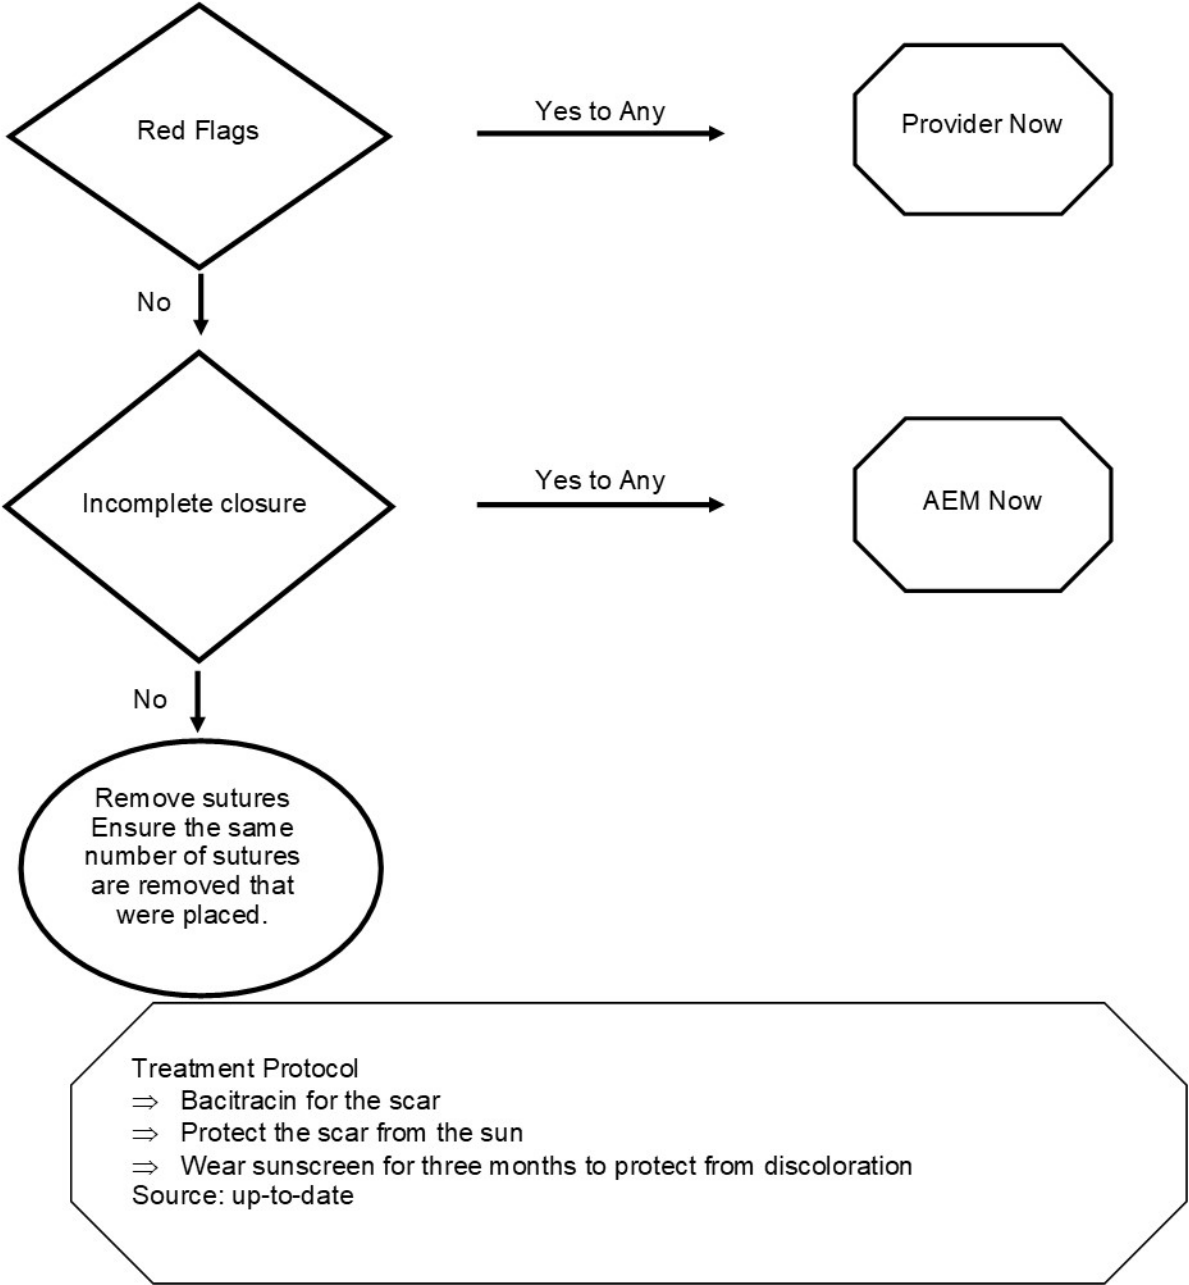 Red Flags
Yes to Any
Provider Now
No
Incomplete closure
Yes to Any
AEM Now
No
Remove sutures
Ensure the same
number of sutures
are removed that
were placed.
Treatment Protocol
⇒ Bacitracin for the scar
⇒ Protect the scar from the sun
⇒ Wear sunscreen for three months to protect from discoloration
Source: up-to-date